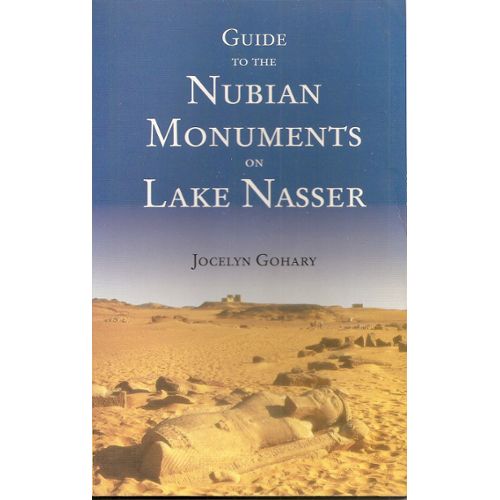 GUIDE
TO THE
NUBIAN
MONUMENTS
ON
LAKE NASSER
JOCELYN GOHARY